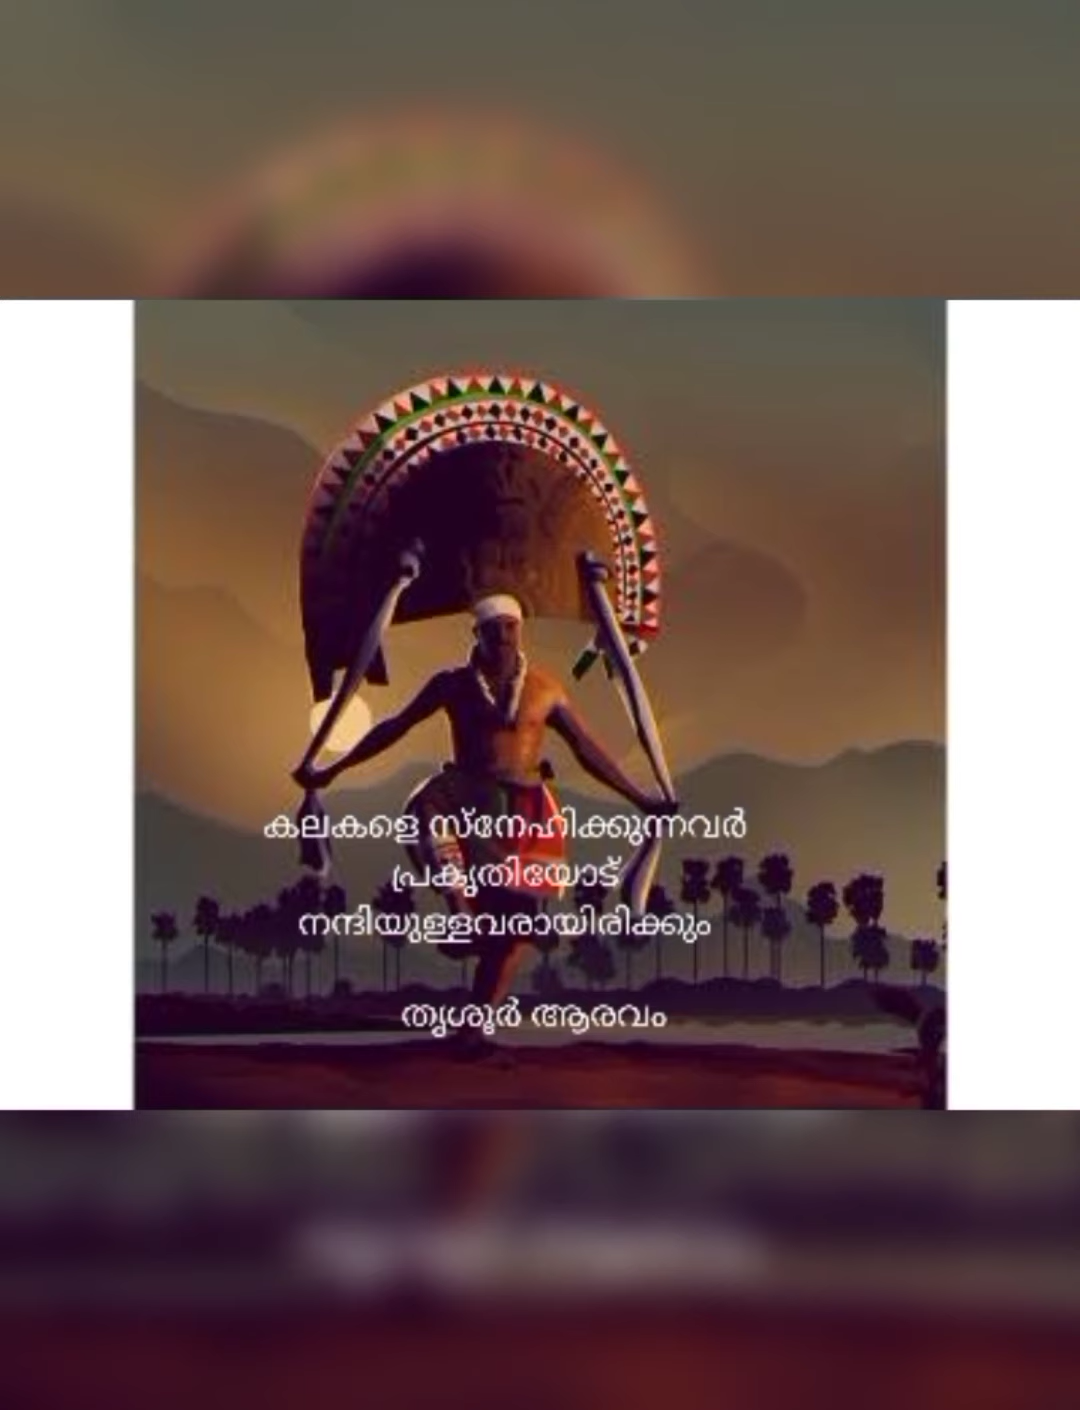 കലകളെ സ്നേഹിക്കുന്നവർ
പ്രകൃതിയോട്
നന്ദിയുള്ളവരായിരിക്കും
തൃശൂർ ആരവം